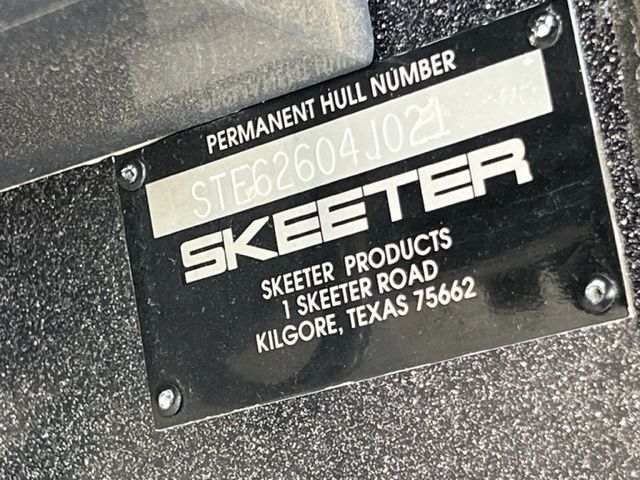 PERMANENT HULL NUMBER
STE62604J021
SKEETER
SKEETER PRODUCTS
1 SKEETER ROAD
KILGORE, TEXAS 75662